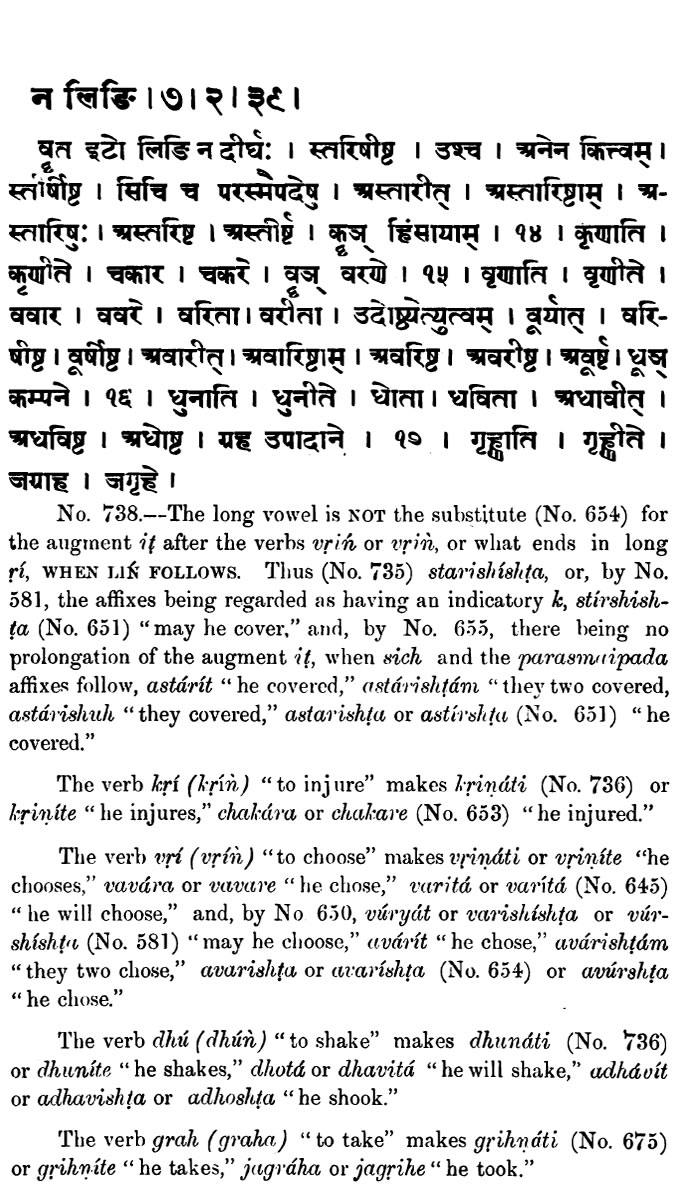 न लिङि । ७ । २ । ३९ ।
वॄत इटो लिङि न दीर्घः । स्तरिषीष्ट । उश्च । अनेन कित्त्वम् ।
स्तीर्षीष्ट । सिचि च परस्मैपदेषु । अस्तारीत् । अस्तारिष्टाम् । अ-
स्तारिषुः । अस्तरिष्ट । अस्तीर्ष्ट । कॄञ् हिंसायाम् । १४ । कृणाति ।
कृणीते । चकार । चकरे । वॄञ् वरणे । १५ । वृणाति । वृणीते ।
ववार । ववरे । वरिता । वरीता । उदोष्ठ्येत्युत्वम् । वूर्यात् । वरि-
षीष्ट । वूर्षीष्ट । अवारीत् । अवारिष्टाम् । अवरिष्ट । अवरीष्ट । अवूर्ष्ट । धूञ्
कम्पने । १६ । धुनाति । धुनीते । धोता । धविता । अधावीत् ।
अधविष्ट । अधोष्ट । ग्रह उपादाने । १७ । गृह्णाति । गृह्णीते ।
जग्राह । जगृहे ।
No. 738.--The long vowel is NOT the substitute (No. 654) for
the augment iṭ after the verbs vṛiń or vṛiṅ, or what ends in long
ṛí, WHEN LIŃ FOLLOWS. Thus (No. 735) starishíshṭa, or, by No.
581, the affixes being regarded as having an indicatory k, stírshish-
ṭa (No. 651) "may he cover," and, by No. 655, there being no
prolongation of the augment iṭ, when sich and the parasmaipada
affixes follow, astárít "he covered," astárishṭám "they two covered,
astárishuh "they covered," astarishṭa or astírshṭa (No. 651) "he
covered."
The verb kṛí (kṛíṅ) "to injure" makes kṛiṇáti (No. 736) or
kṛiṇíte "he injures," chakára or chakare (No. 653) "he injured."
The verb vṛí (vṛíṅ) "to choose" makes vṛiṇáti or vṛiṇíte "he
chooses," vavára or vavare "he chose," varitá or varítá (No. 645)
"he will choose," and, by No 650, vúryát or varishíshṭa or vúr-
shíshṭa (No. 581) "may he choose," avárít "he chose," avárishṭám
"they two chose," avarishṭa or avaríshṭa (No. 654) or avúrshṭa
"he chose."
The verb dhú (dhúṅ) "to shake" makes dhunáti (No. 736)
or dhuníte "he shakes," dhotá or dhavitá "he will shake," adhávít
or adhavishṭa or adhoshṭa "he shook."
The verb grah (graha) "to take" makes gṛihṇáti (No. 675)
or gṛihṇíte "he takes," jagráha or jagṛihe "he took."